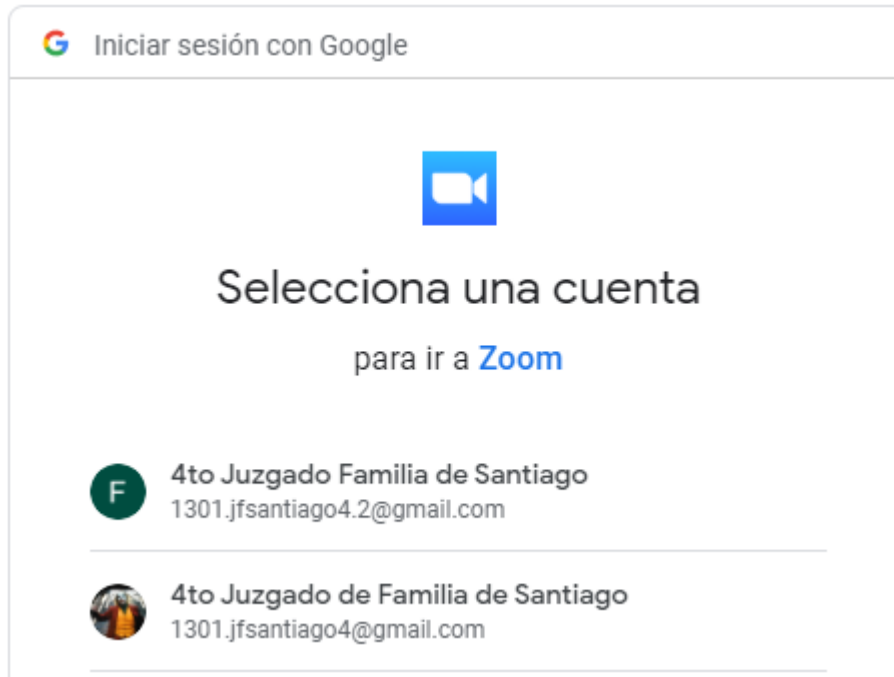 Iniciar sesión con Google
Selecciona una cuenta
para ir a Zoom
F
4to Juzgado Familia de Santiago
1301.jfsantiago4.2@gmail.com
4to Juzgado de Familia de Santiago
1301.jfsantiago4@gmail.com